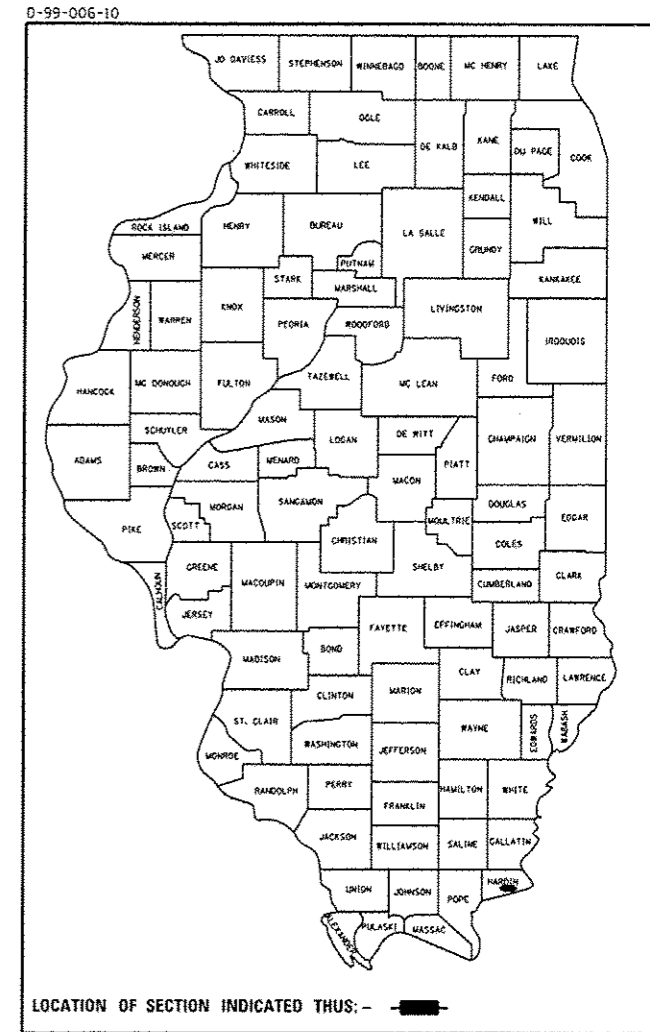 0-99-006-10
JO DAVIESS STEPHENSON WINNEBAGO BOONE MC HENRY LAKE
CARROLL OGLE DE KALB KANE DU PAGE COOK
WHITESIDE LEE
KENDALL WILL
ROCK ISLAND HENRY BUREAU LA SALLE
MERCER PUTNAM GRUNDY
STARK MARSHALL KANKAKEE
HENDERSON WARREN KNOX PEORIA WOODFORD LIVINGSTON IROQUOIS
HANCOCK MC DONOUGH FULTON TAZEWELL MC LEAN FORD
MASON
SCHUYLER LOGAN DE WITT CHAMPAIGN VERMILION
ADAMS BROWN CASS MENARD PIATT
MACON
PIKE SCOTT MORGAN SANGAMON MOULTRIE DOUGLAS EDGAR
CHRISTIAN COLES
CALHOUN GREENE MACOUPIN MONTGOMERY SHELBY CUMBERLAND CLARK
JERSEY
FAYETTE EFFINGHAM JASPER CRAWFORD
MADISON BOND
CLAY RICHLAND LAWRENCE
CLINTON MARION
ST. CLAIR WAYNE EDWARDS WABASH
MONROE WASHINGTON JEFFERSON
RANDOLPH PERRY HAMILTON WHITE
FRANKLIN
JACKSON WILLIAMSON SALINE GALLATIN
UNION JOHNSON POPE HARDIN
ALEXANDER PULASKI MASSAC
LOCATION OF SECTION INDICATED THUS: -